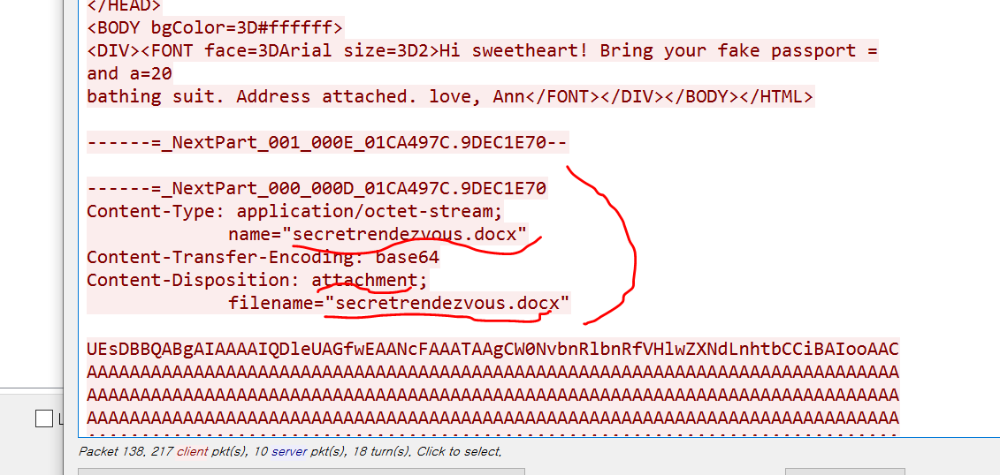 </HEAD>
<BODY bgColor=3D#ffffff>
<DIV><FONT face=3DArial size=3D2>Hi sweetheart! Bring your fake passport =
and a=20
bathing suit. Address attached. love, Ann</FONT></DIV></BODY></HTML>
------=_NextPart_001_000E_01CA497C.9DEC1E70--
------=_NextPart_000_000D_01CA497C.9DEC1E70
Content-Type: application/octet-stream;
name="secretrendezvous.docx"
Content-Transfer-Encoding: base64
Content-Disposition: attachment;
filename="secretrendezvous.docx"
UEsDBBQABgAIAAAAIQDleUAGfwEAANcFAAATAAgCW0NvbnRlbnRfVHlwZXNdLnhtbCCiBAIooAAC
AAAAAAAAAAAAAAAAAAAAAAAAAAAAAAAAAAAAAAAAAAAAAAAAAAAAAAAAAAAAAAAAAAAAAAAAAAAA
AAAAAAAAAAAAAAAAAAAAAAAAAAAAAAAAAAAAAAAAAAAAAAAAAAAAAAAAAAAAAAAAAAAAAAAAAAAA
AAAAAAAAAAAAAAAAAAAAAAAAAAAAAAAAAAAAAAAAAAAAAAAAAAAAAAAAAAAAAAAAAAAAAAAAAAAA
Packet 138. 217 client pkt(s), 10 server pkt(s), 18 turn(s). Click to select.